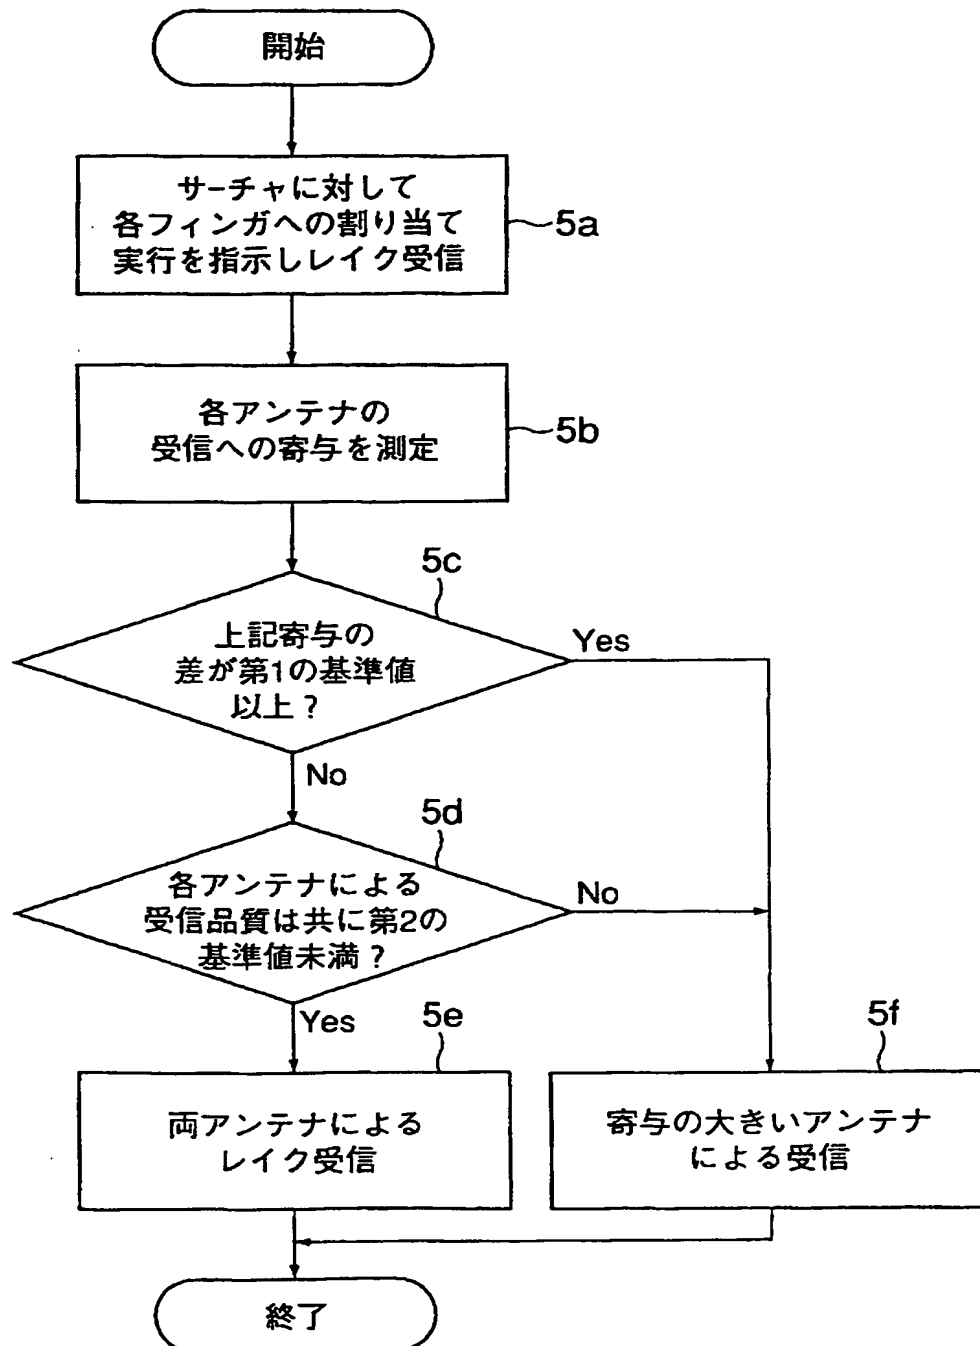 開始
サーチャに対して
各フィンガへの割り当て
実行を指示しレイク受信
5a
各アンテナの
受信への寄与を測定
5b
5c
上記寄与の
差が第1の基準値
以上？
Yes
No
5d
各アンテナによる
受信品質は共に第2の
基準値未満？
No
Yes
5e
両アンテナによる
レイク受信
5f
寄与の大きいアンテナ
による受信
終了